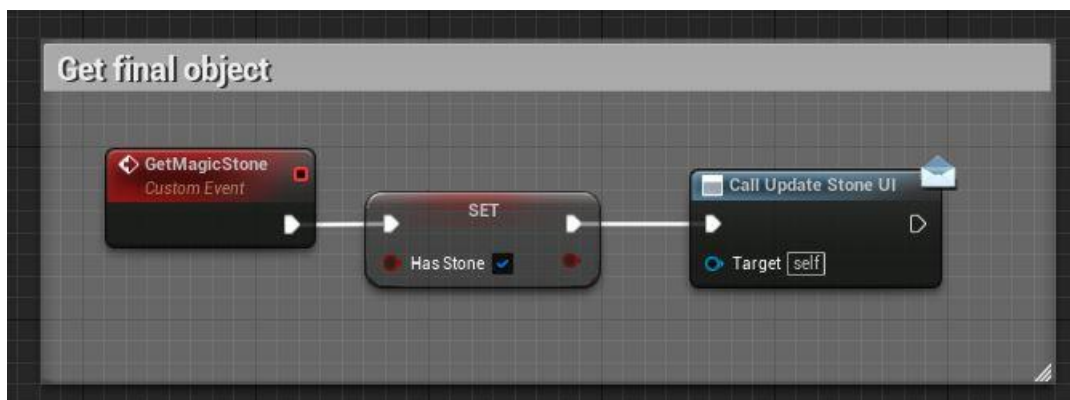 Get final object
GetMagicStone
Custom Event
SET
Has Stone
Call Update Stone UI
Target self